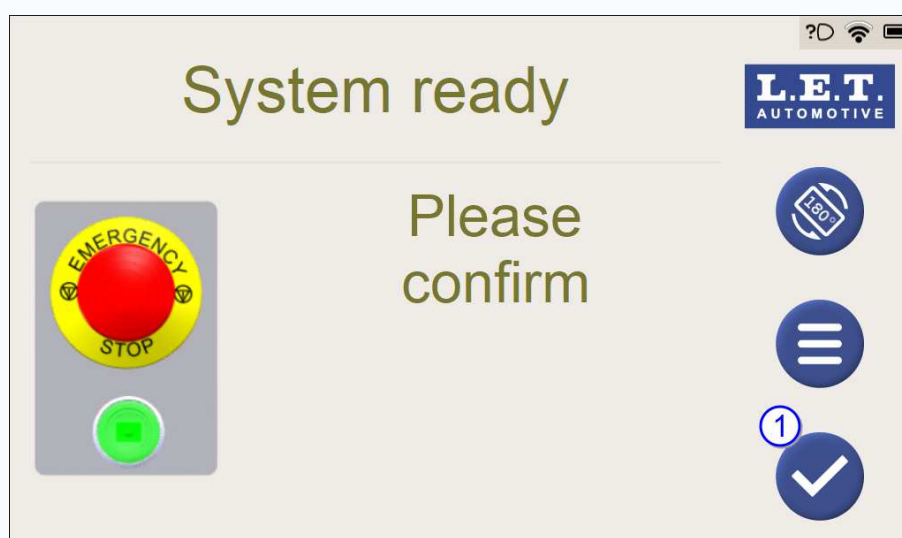 ?D
System ready
L.E.T.
AUTOMOTIVE
180°
Please
confirm
EMERGENCY
STOP
1